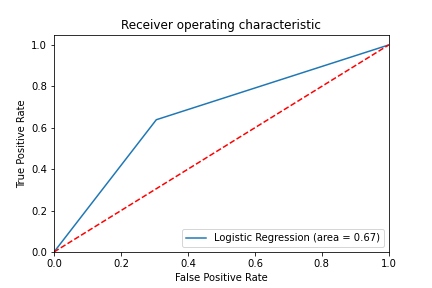 Receiver operating characteristic
True Positive Rate
1.0
0.8
0.6
0.4
0.2
0.0
Logistic Regression (area = 0.67)
0.0 0.2 0.4 0.6 0.8 1.0
False Positive Rate